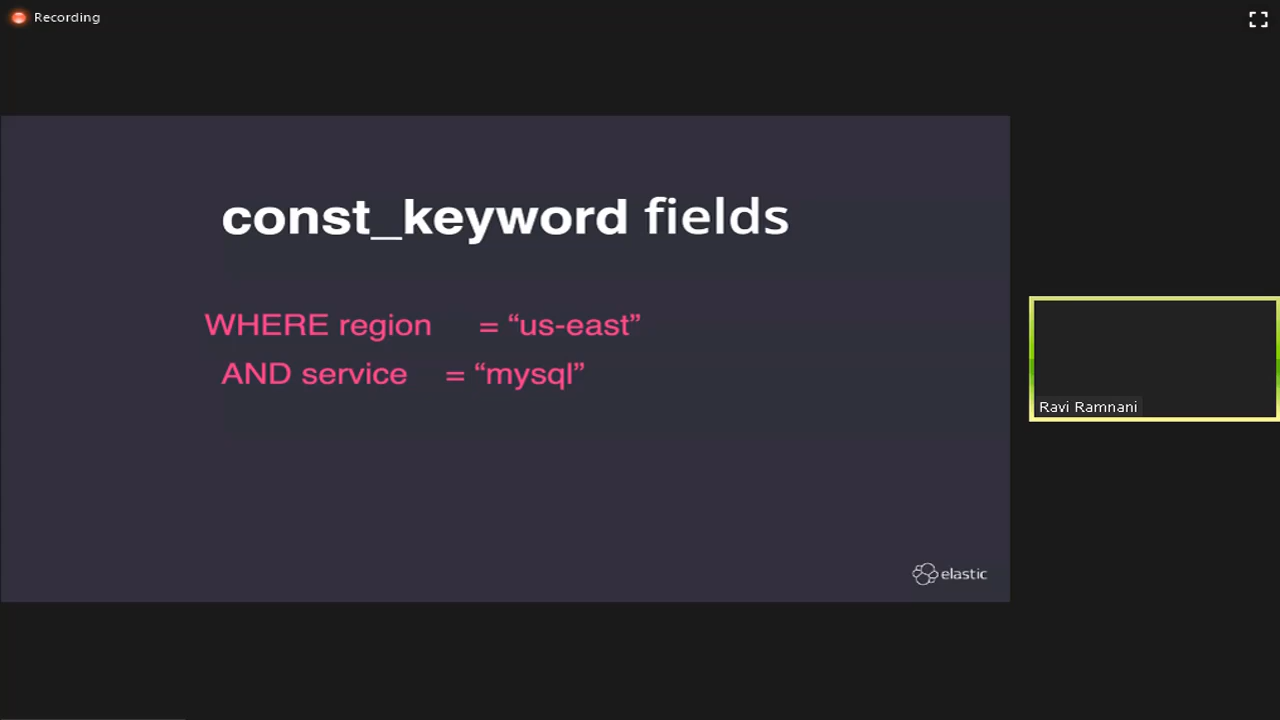 Recording
const_keyword fields
WHERE region = “us-east”
AND service = “mysql”
Ravi Ramnani
elastic